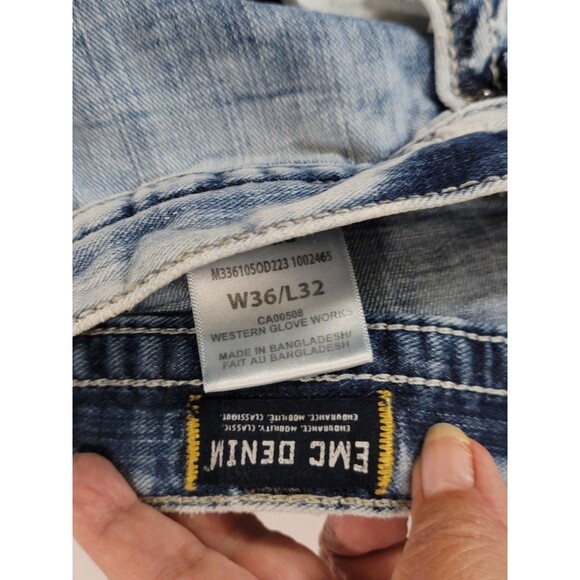 M33610SOD223 1002465
W36/L32
CA00508
WESTERN GLOVE WORKS
MADE IN BANGLADESH/
FAIT AU BANGLADESH
EMC DENIM
ENDURANCE. MOBILITY. CLASSIC.
ENDURANCE. MOBILITÉ. CLASSIQUE.